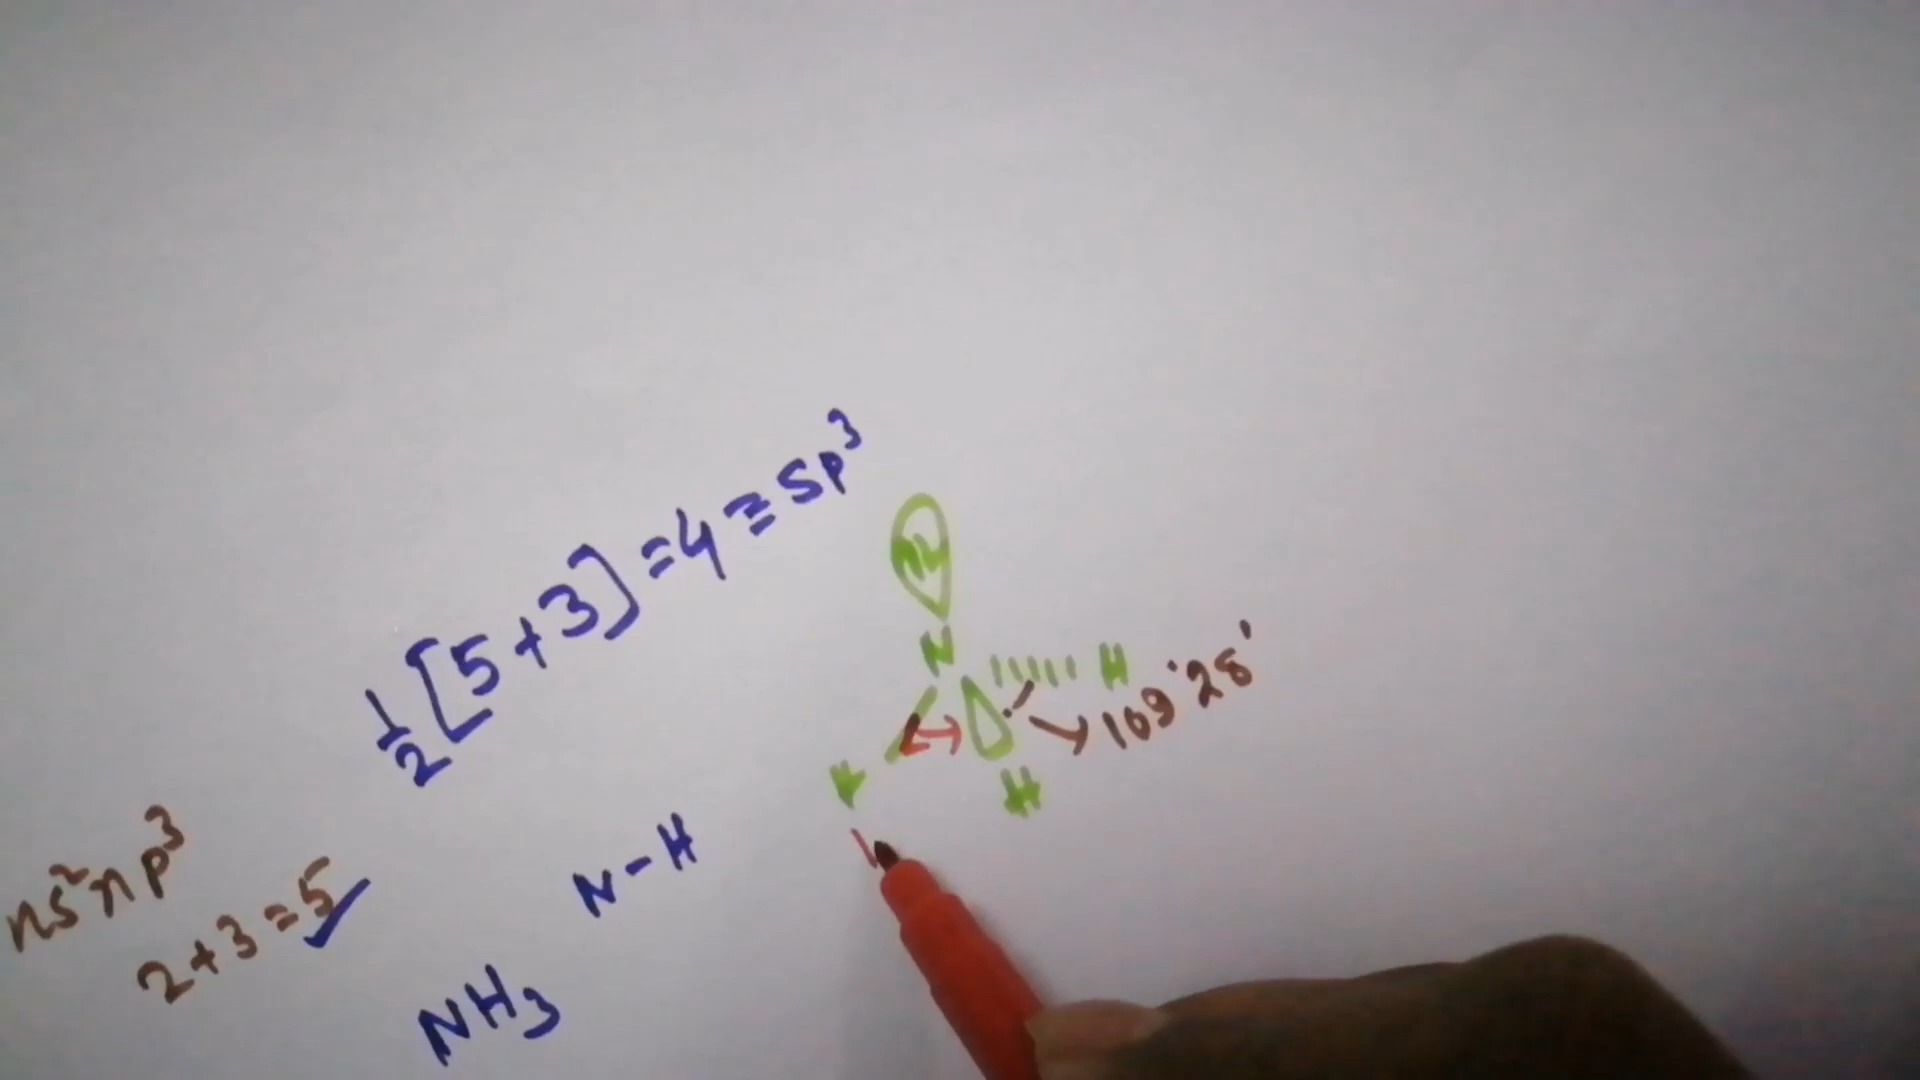 1/2 [5+3] = 4 ≡ sp³
N
H
109°28'
H
H
ns²np³
2+3=5
N-H
NH₃